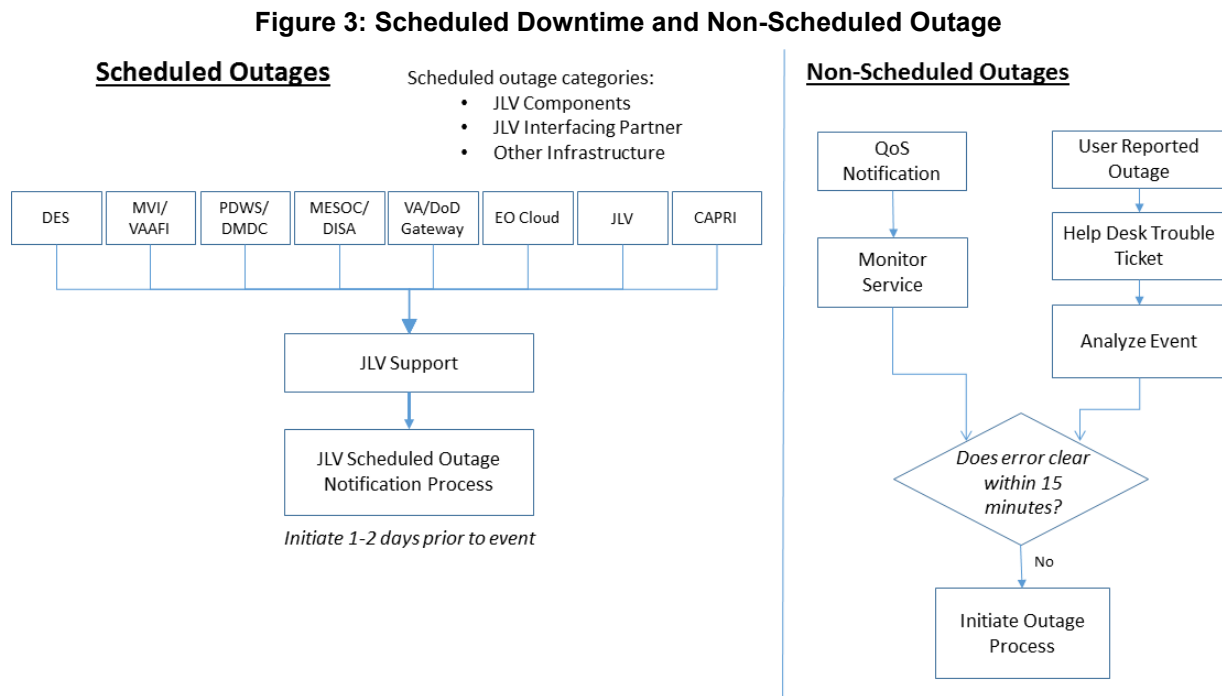 Figure 3: Scheduled Downtime and Non-Scheduled Outage
Scheduled Outages
Scheduled outage categories:
• JLV Components
• JLV Interfacing Partner
• Other Infrastructure
DES
MVI/
VAAFI
PDWS/
DMDC
MESOC/
DISA
VA/DoD
Gateway
EO Cloud
JLV
CAPRI
JLV Support
JLV Scheduled Outage
Notification Process
Initiate 1-2 days prior to event
Non-Scheduled Outages
QoS
Notification
Monitor
Service
User Reported
Outage
Help Desk Trouble
Ticket
Analyze Event
Does error clear
within 15
minutes?
No
Initiate Outage
Process